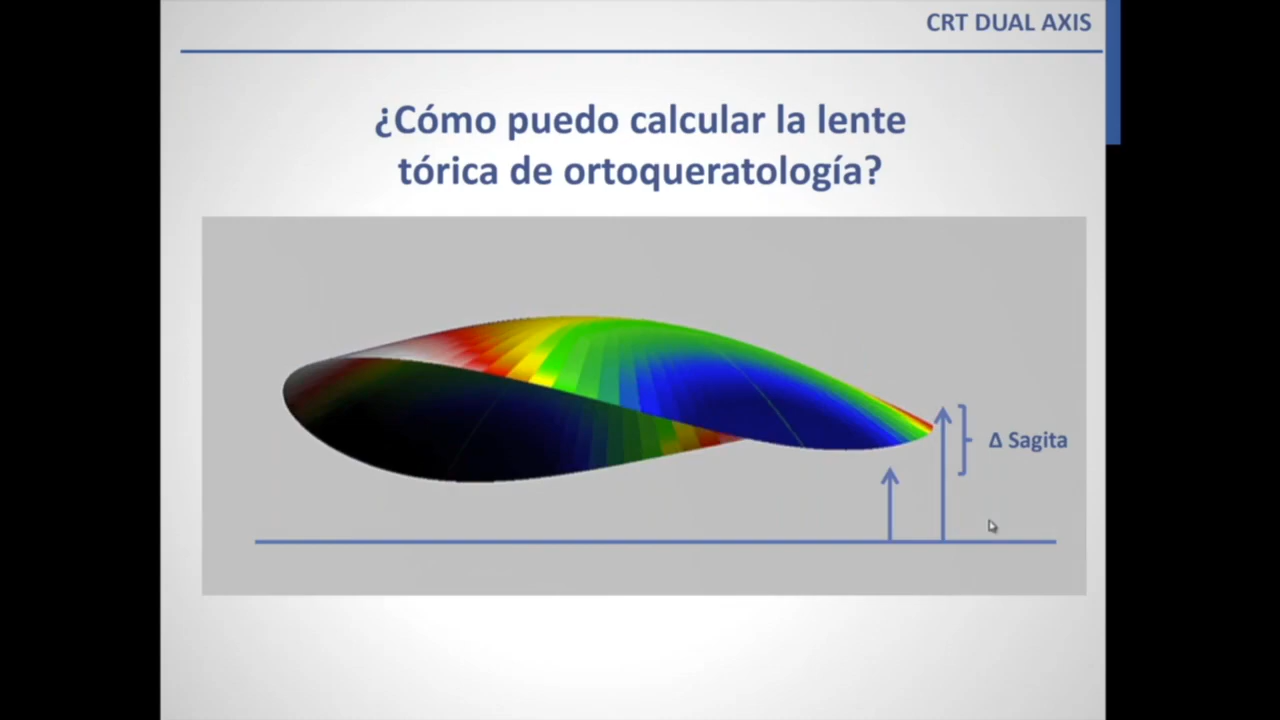 CRT DUAL AXIS
¿Cómo puedo calcular la lente
tórica de ortoqueratología?
Δ Sagita